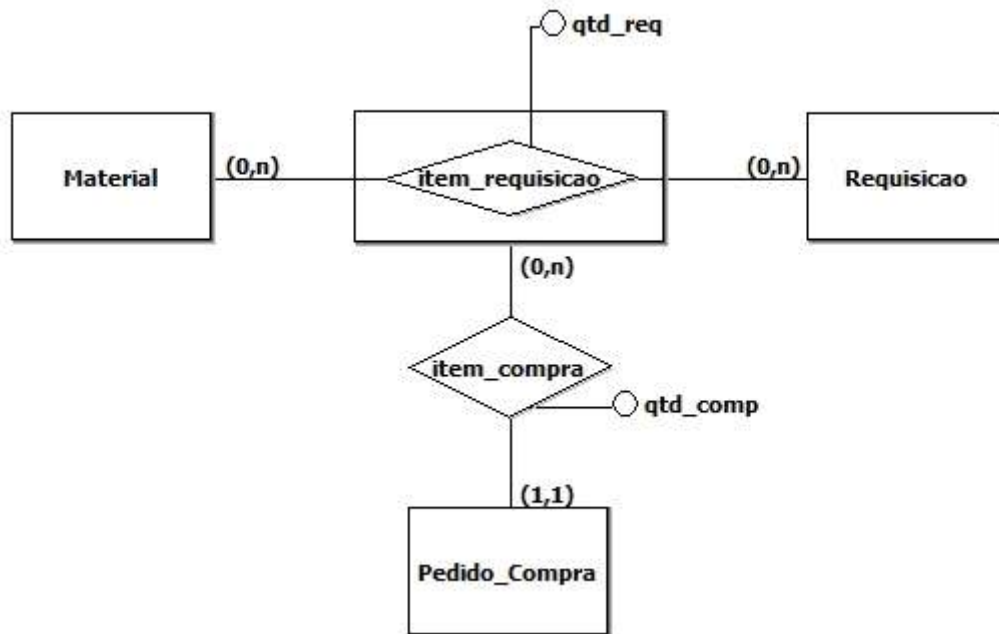 qtd_req
Material
(0,n)
item_requisicao
(0,n)
Requisicao
(0,n)
item_compra
qtd_comp
(1,1)
Pedido_Compra